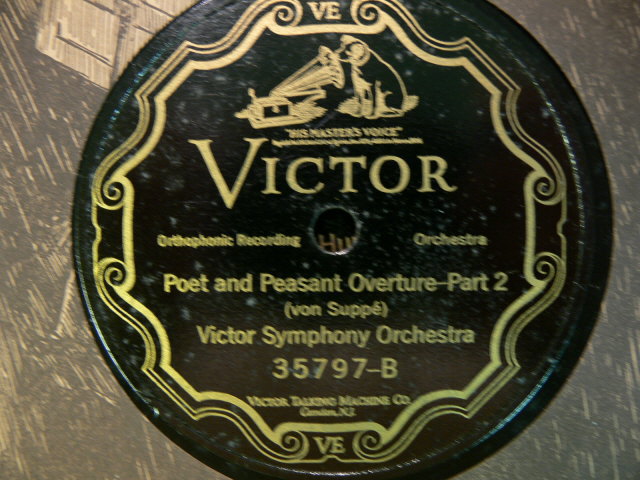 VE
"HIS MASTER'S VOICE"
VICTOR
Orthophonic Recording Orchestra
Poet and Peasant Overture-Part 2
(von Suppé)
Victor Symphony Orchestra
35797-B
VICTOR TALKING MACHINE CO.
Camden, N.J.
VE